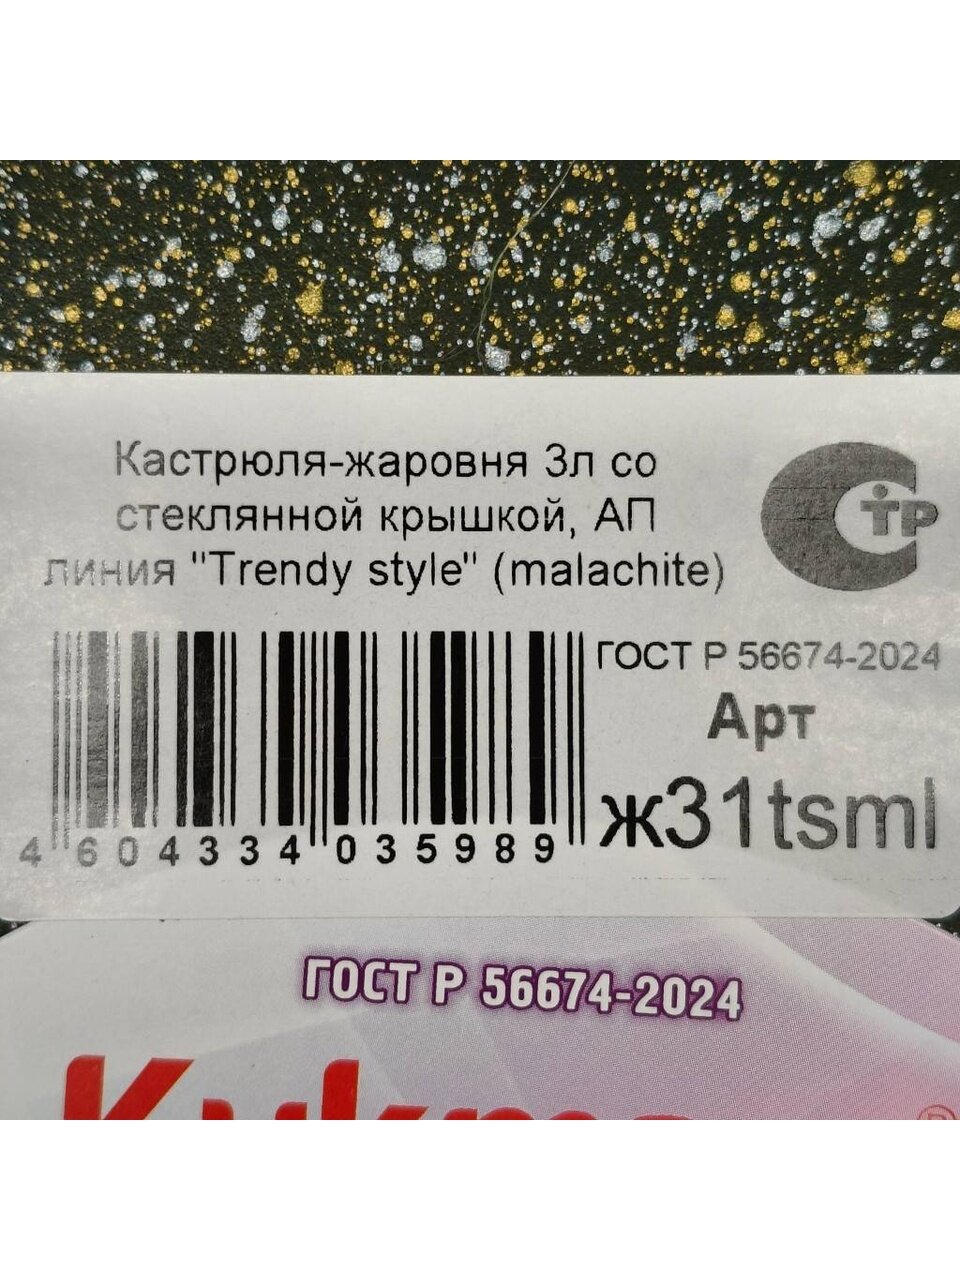 Кастрюля-жаровня 3л со
стеклянной крышкой, АП
линия "Trendy style" (malachite)
тр
ГОСТ Р 56674-2024
Арт
ж31tsml
4 604334 035989
ГОСТ Р 56674-2024